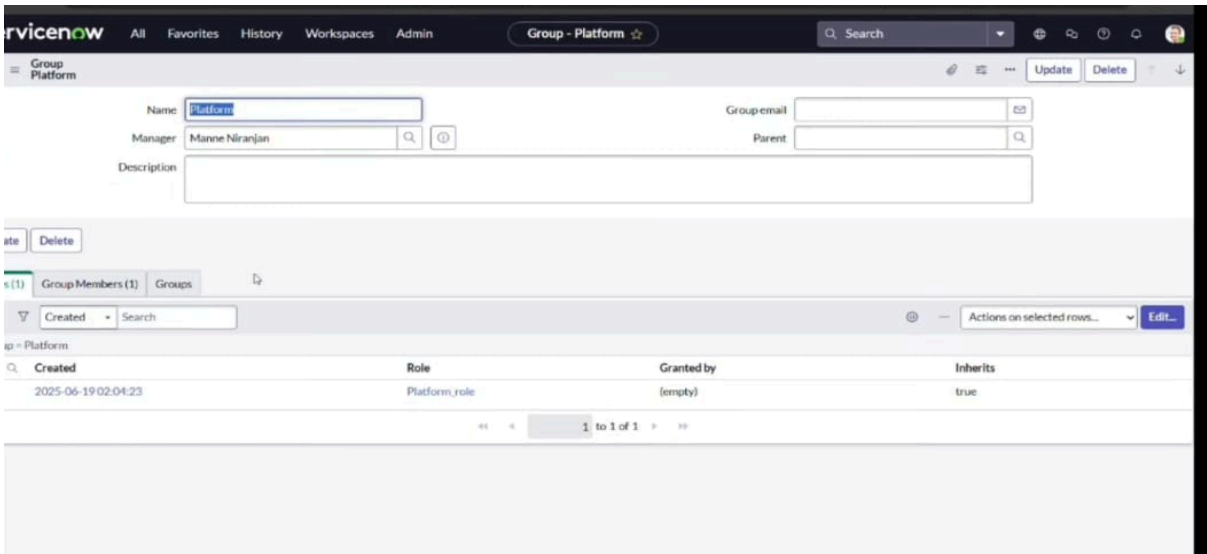 rvicenow All Favorites History Workspaces Admin Group - Platform Search
Group
Platform
Update Delete
Name Platform Group email
Manager Manne Niranjan Parent
Description
ate Delete
s (1) Group Members (1) Groups
Created Search Actions on selected rows... Edit...
up = Platform
Created Role Granted by Inherits
2025-06-19 02:04:23 Platform_role (empty) true
1 to 1 of 1